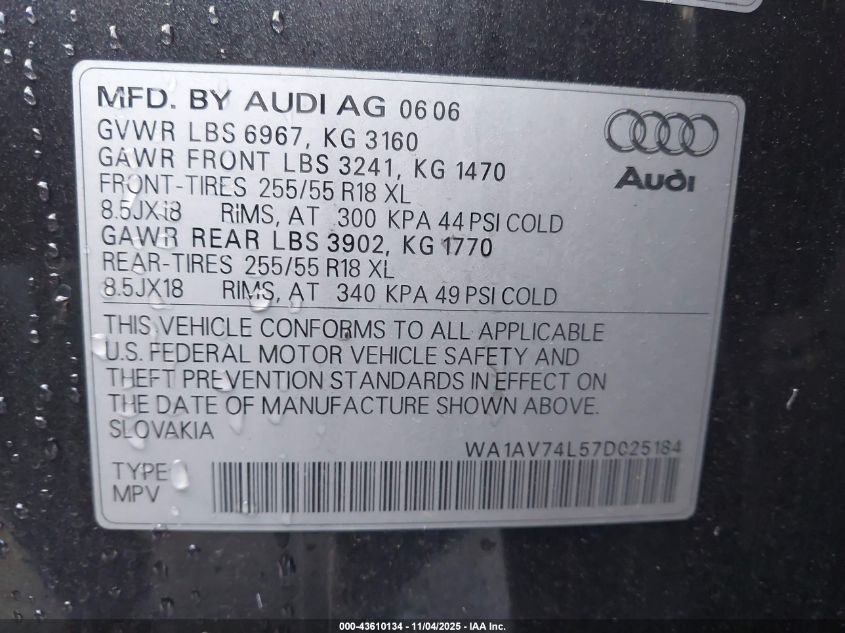 MFD. BY AUDI AG 0606
GVWR LBS 6967, KG 3160
GAWR FRONT LBS 3241, KG 1470
FRONT-TIRES 255/55 R18 XL
8.5JX18 RIMS, AT 300 KPA 44 PSI COLD
GAWR REAR LBS 3902, KG 1770
REAR-TIRES 255/55 R18 XL
8.5JX18 RIMS, AT 340 KPA 49 PSI COLD
Audi
THIS VEHICLE CONFORMS TO ALL APPLICABLE
U.S. FEDERAL MOTOR VEHICLE SAFETY AND
THEFT PREVENTION STANDARDS IN EFFECT ON
THE DATE OF MANUFACTURE SHOWN ABOVE.
SLOVAKIA
WA1AV74L57D025184
TYPE
MPV
000-43610134 - 11/04/2025 - IAA Inc.